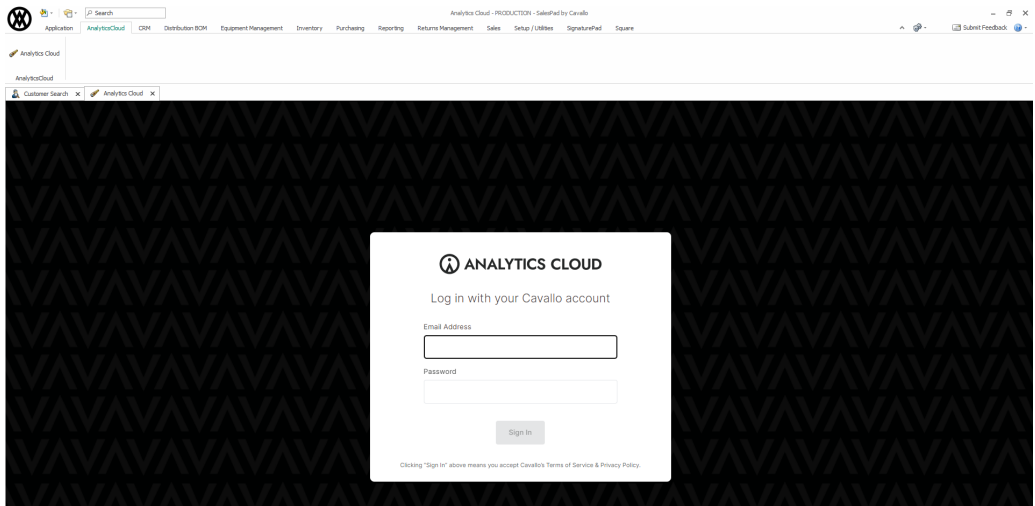 Search
Analytics Cloud - PRODUCTION - SalesPad by Cavallo
Application AnalyticsCloud CRM Distribution BOM Equipment Management Inventory Purchasing Reporting Returns Management Sales Setup / Utilities SignaturePad Square Submit Feedback
Analytics Cloud
AnalyticsCloud
Customer Search Analytics Cloud
ANALYTICS CLOUD
Log in with your Cavallo account
Email Address
Password
Sign In
Clicking "Sign In" above means you accept Cavallo's Terms of Service & Privacy Policy.